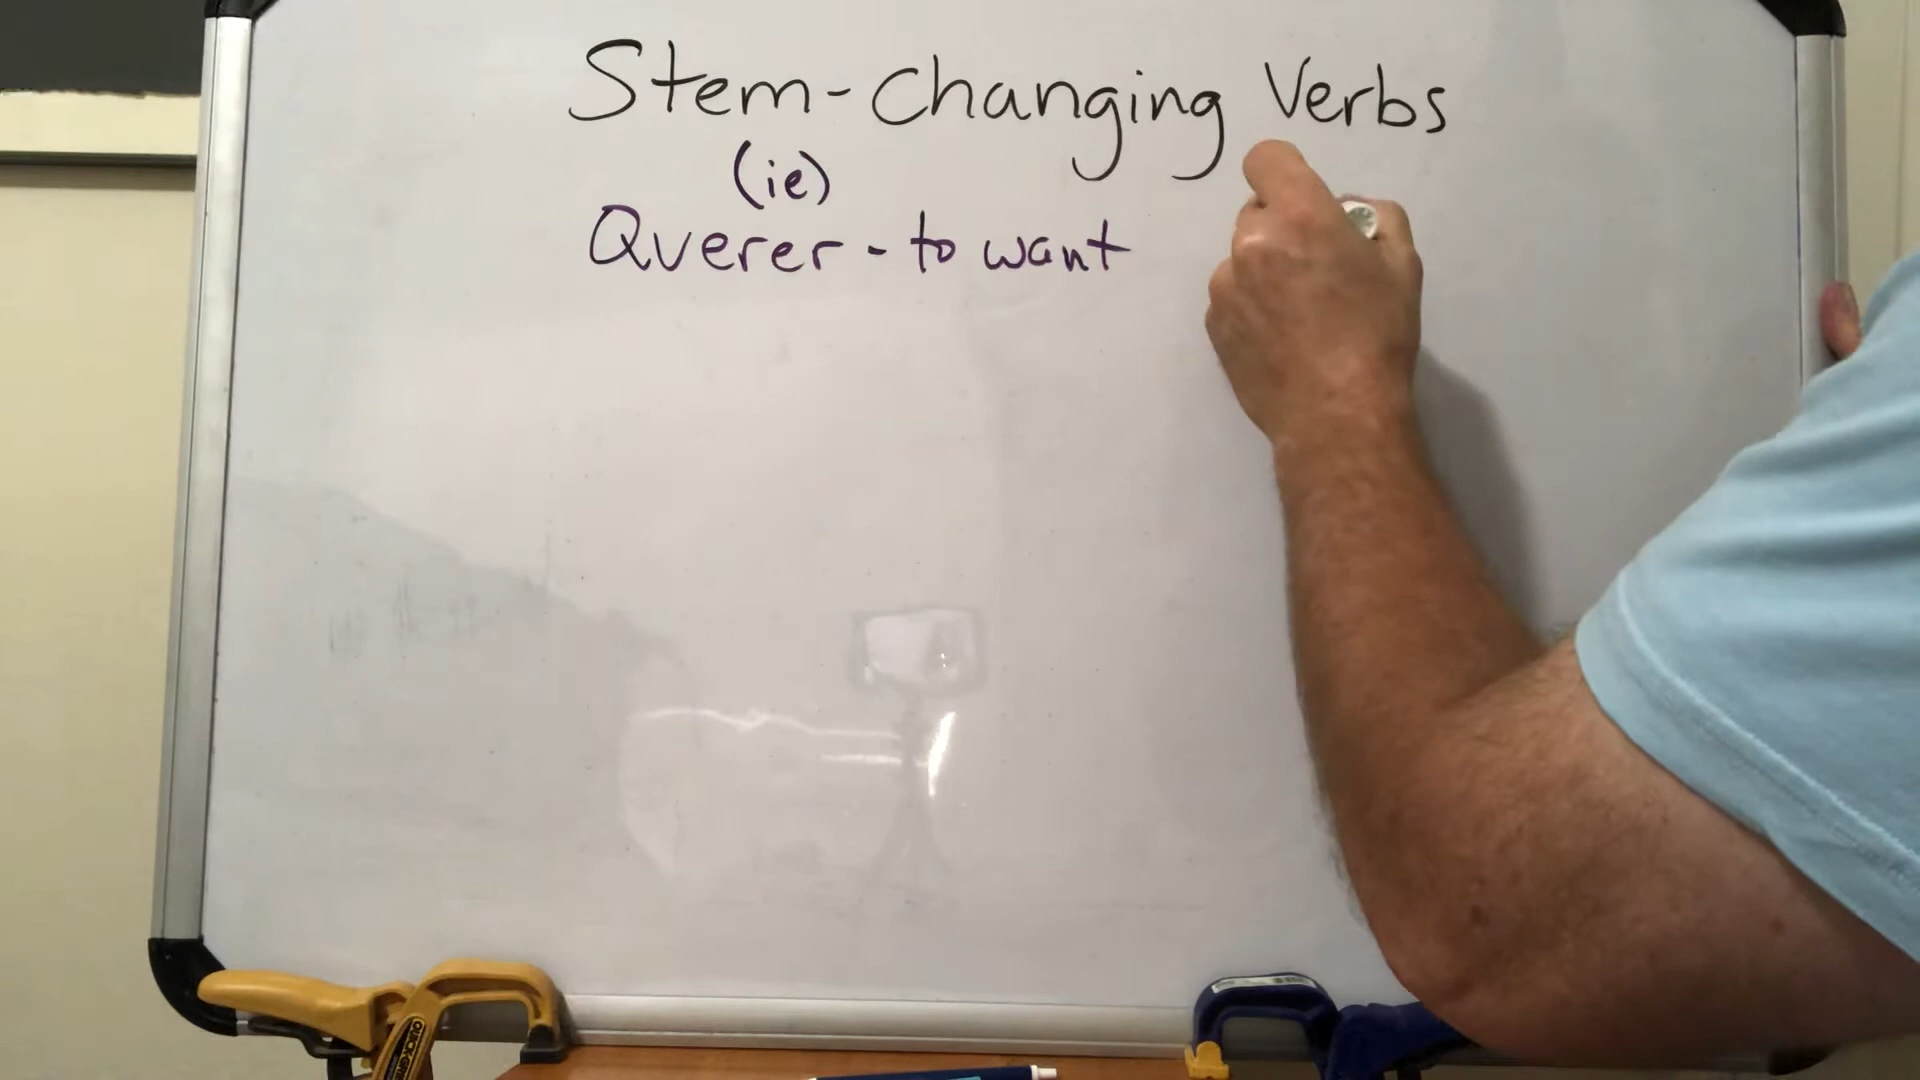 Stem-Changing Verbs
(ie)
Querer - to want